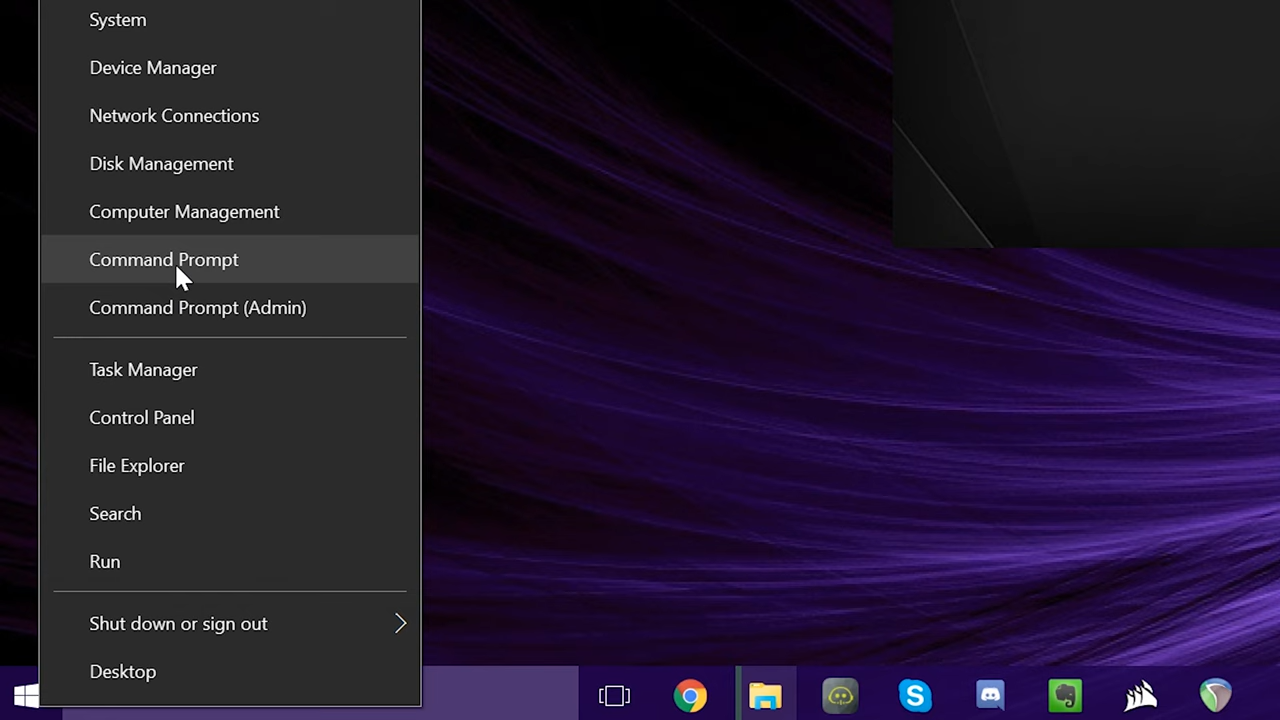 System
Device Manager
Network Connections
Disk Management
Computer Management
Command Prompt
Command Prompt (Admin)
Task Manager
Control Panel
File Explorer
Search
Run
Shut down or sign out
Desktop